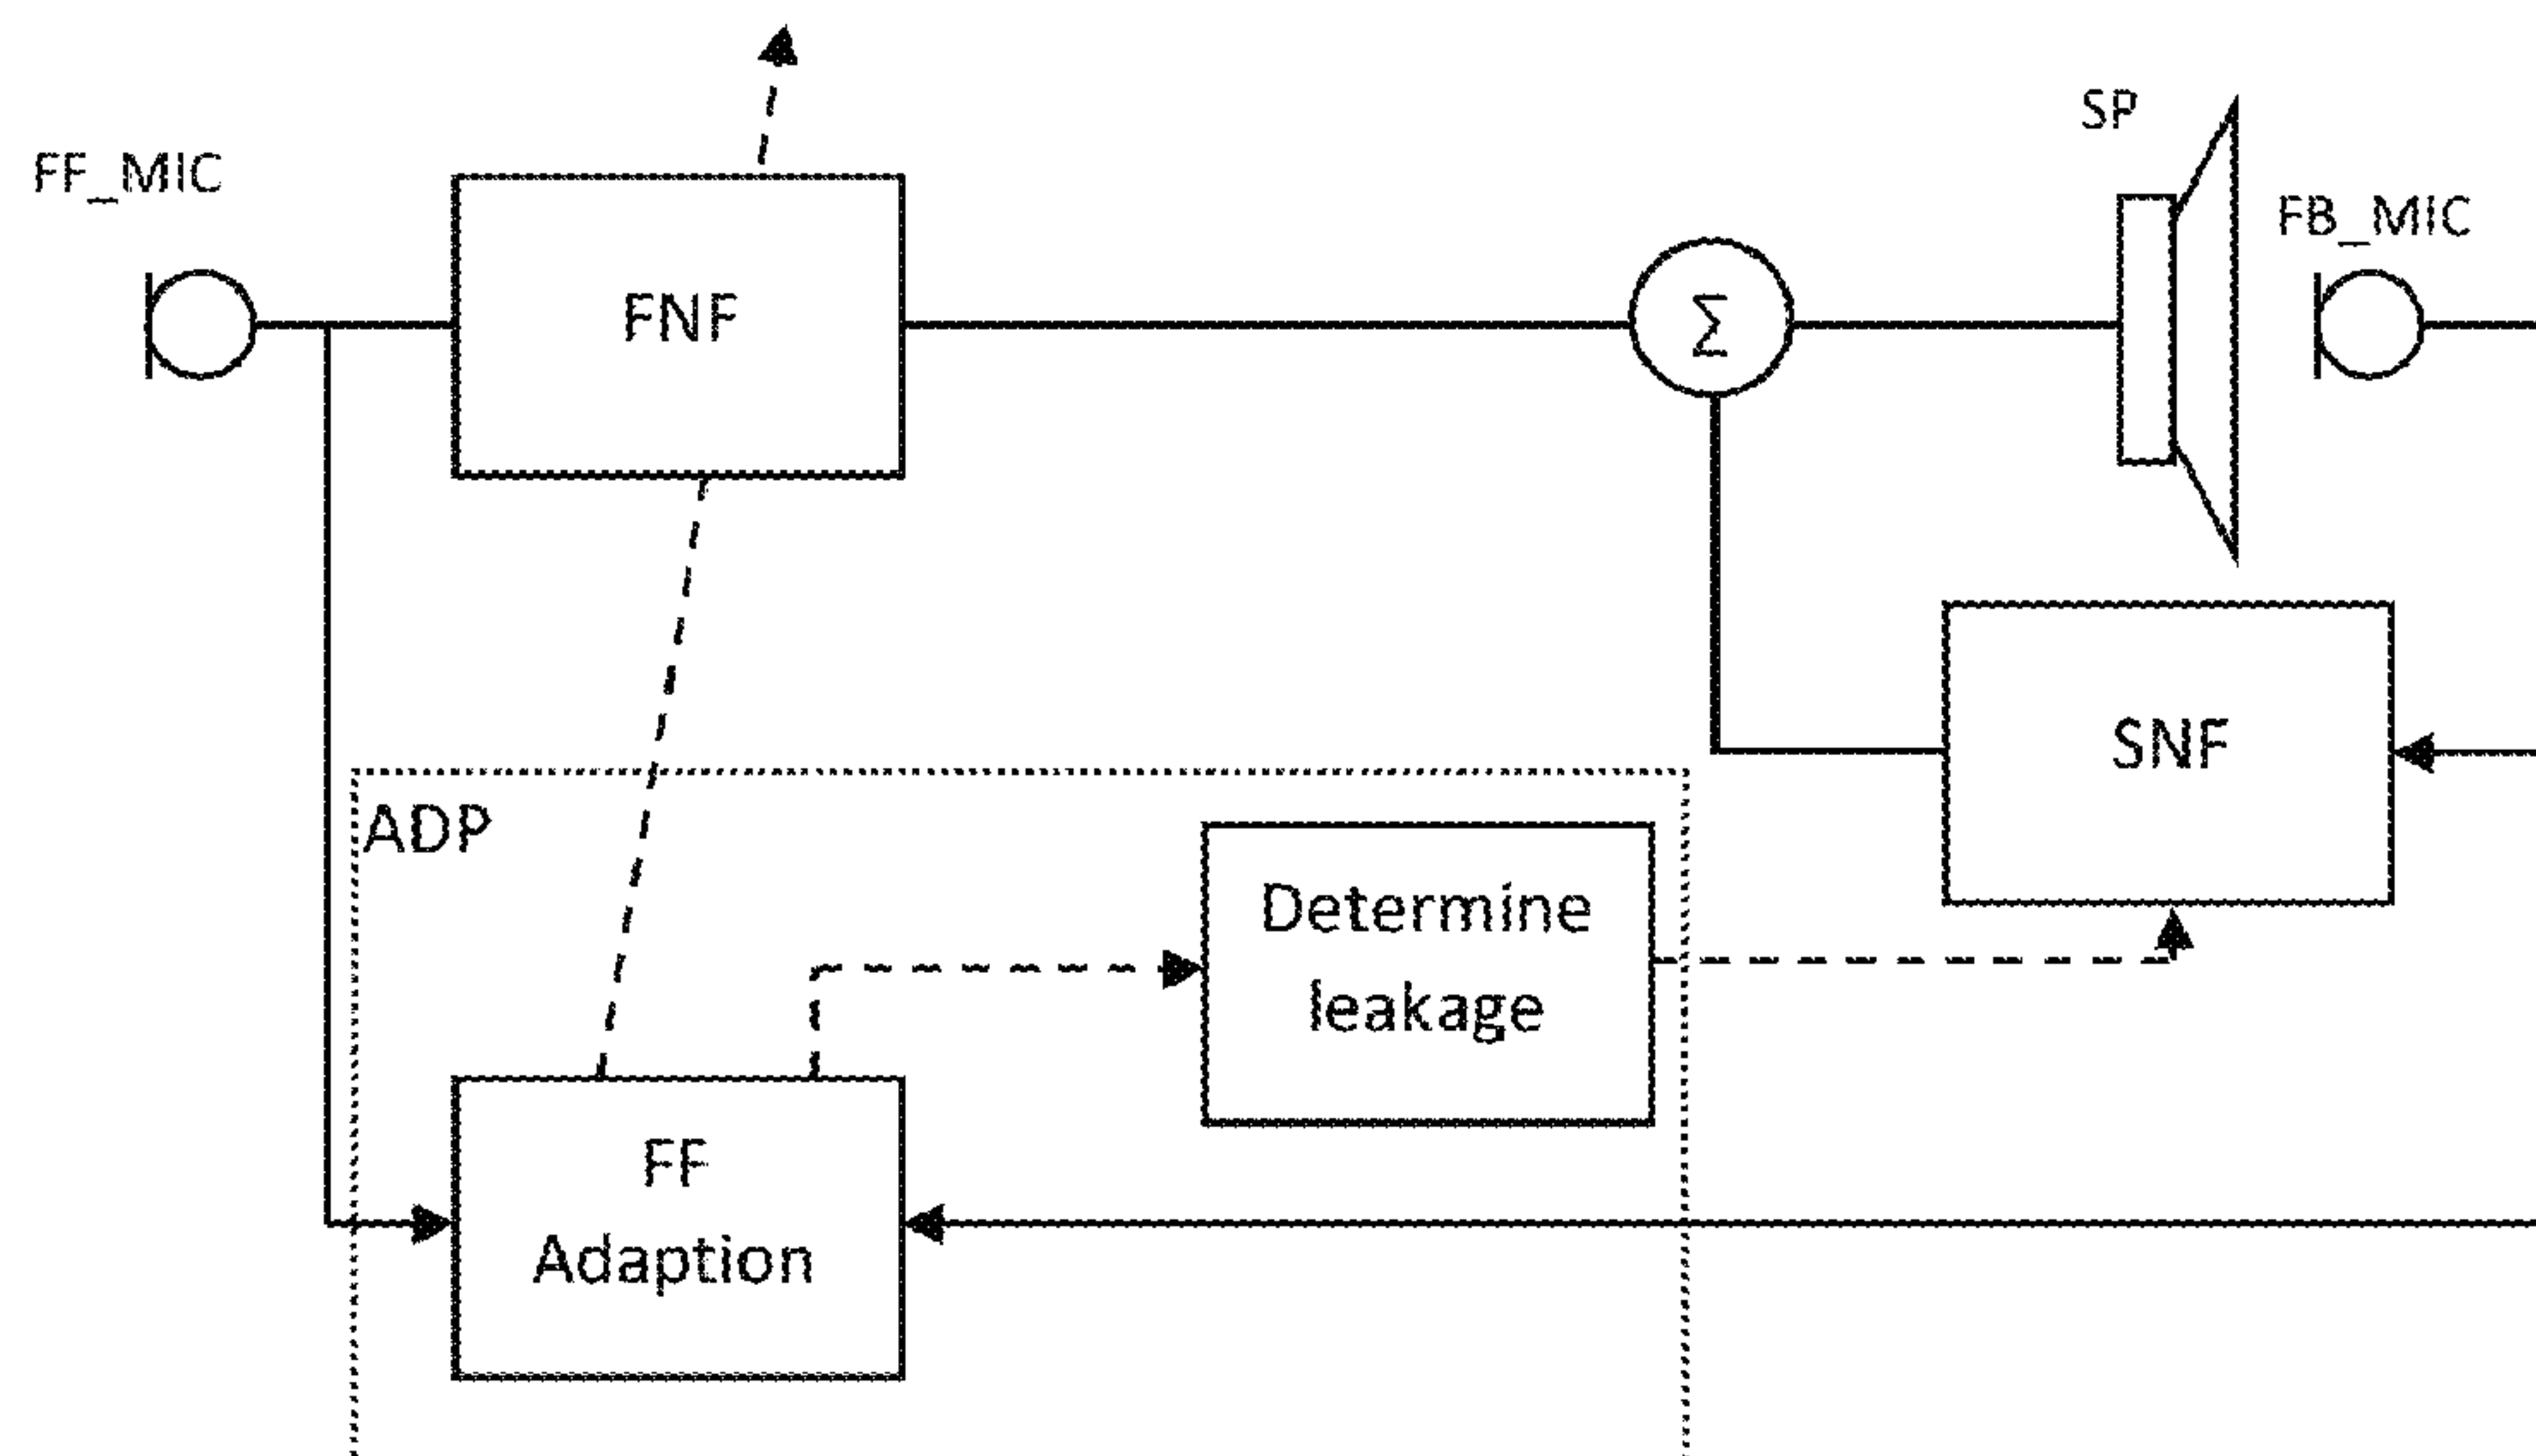 SP
FF_MIC
FB_MIC
FNF
Σ
SNF
ADP
Determine
leakage
FF
Adaption